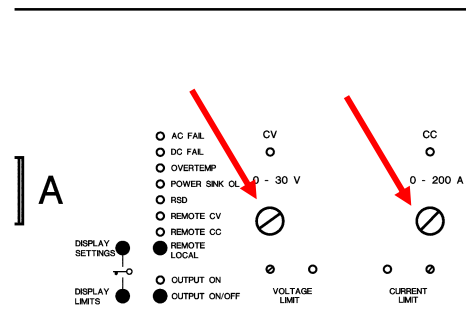 A
AC FAIL
DC FAIL
OVERTEMP
POWER SINK OL
RSD
REMOTE CV
REMOTE CC
REMOTE
LOCAL
OUTPUT ON
OUTPUT ON/OFF
DISPLAY
SETTINGS
DISPLAY
LIMITS
CV
0 - 30 V
VOLTAGE
LIMIT
CC
0 - 200 A
CURRENT
LIMIT